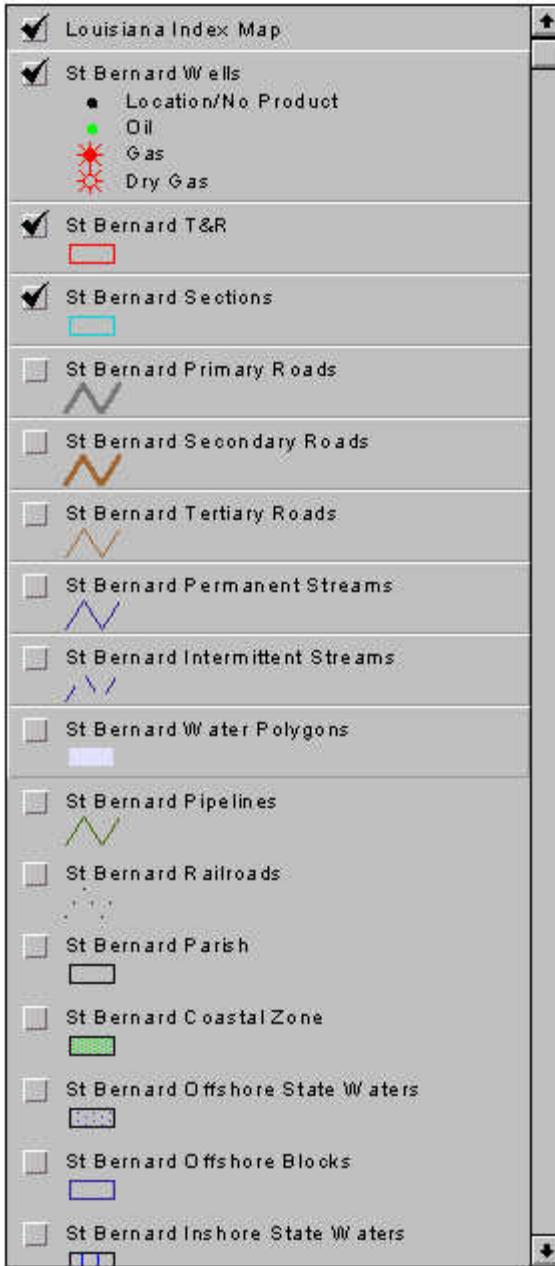 Louisiana Index Map
St Bernard Wells
Location/No Product
Oil
Gas
Dry Gas
St Bernard T&R
St Bernard Sections
St Bernard Primary Roads
St Bernard Secondary Roads
St Bernard Tertiary Roads
St Bernard Permanent Streams
St Bernard Intermittent Streams
St Bernard Water Polygons
St Bernard Pipelines
St Bernard Railroads
St Bernard Parish
St Bernard Coastal Zone
St Bernard Offshore State Waters
St Bernard Offshore Blocks
St Bernard Inshore State Waters